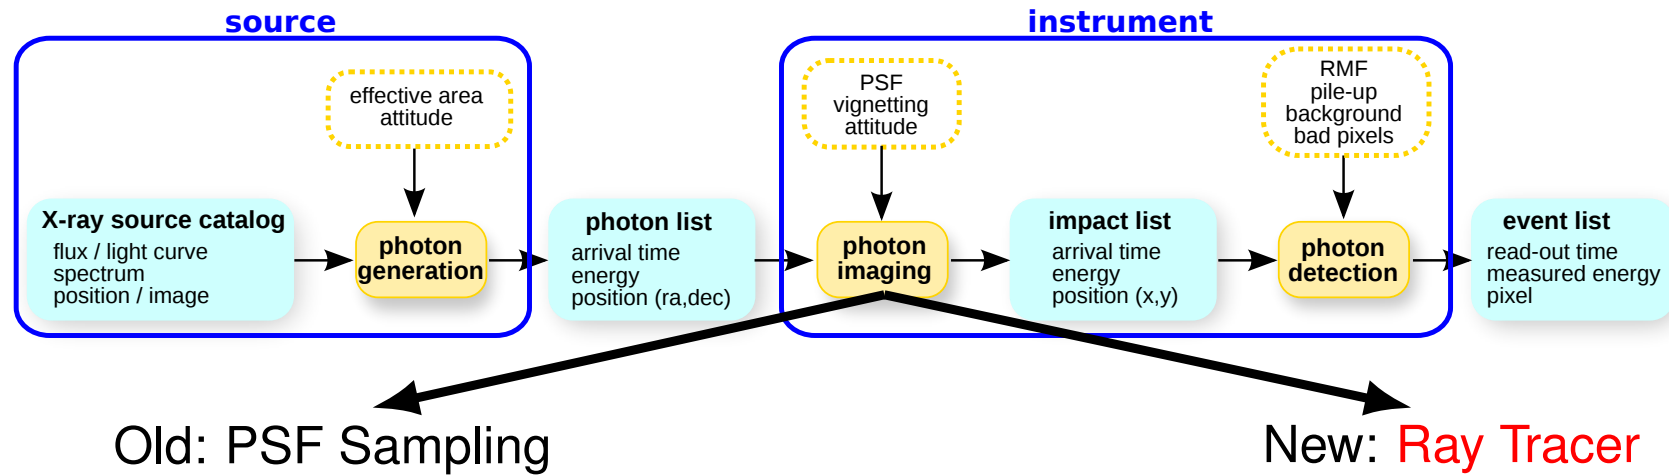 source
effective area
attitude
X-ray source catalog
flux / light curve
spectrum
position / image
photon
generation
photon list
arrival time
energy
position (ra,dec)
instrument
PSF
vignetting
attitude
photon
imaging
impact list
arrival time
energy
position (x,y)
RMF
pile-up
background
bad pixels
photon
detection
event list
read-out time
measured energy
pixel
Old: PSF Sampling
New: Ray Tracer